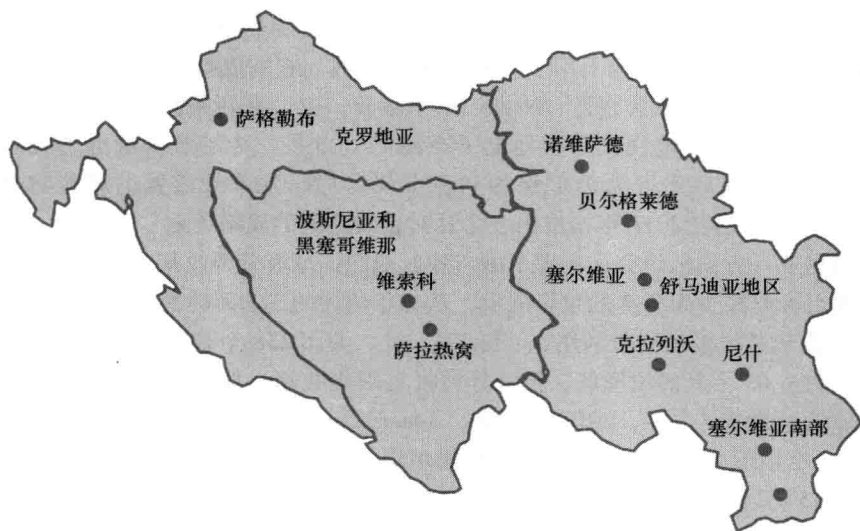 萨格勒布
克罗地亚
诺维萨德
贝尔格莱德
波斯尼亚和
黑塞哥维那
塞尔维亚
维索科
舒马迪亚地区
萨拉热窝
克拉列沃
尼什
塞尔维亚南部